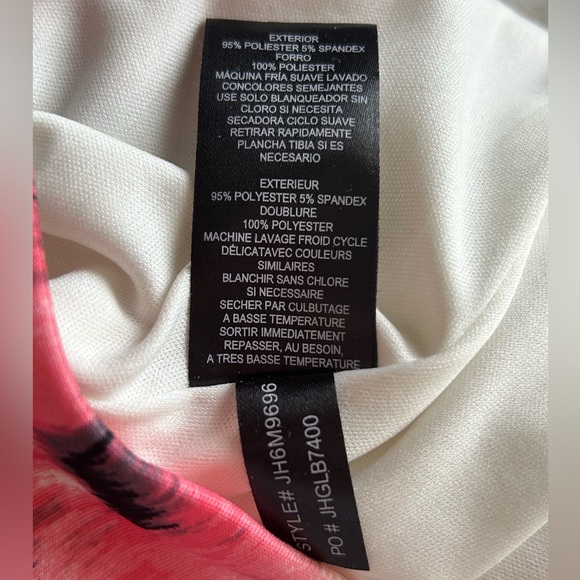 EXTERIOR
95% POLIESTER 5% SPANDEX
FORRO
100% POLIESTER
MÁQUINA FRÍA SUAVE LAVADO
CONCOLORES SEMEJANTES
USE SOLO BLANQUEADOR SIN
CLORO SI NECESITA
SECADORA CICLO SUAVE
RETIRAR RAPIDAMENTE
PLANCHA TIBIA SI ES
NECESARIO
EXTERIEUR
95% POLYESTER 5% SPANDEX
DOUBLURE
100% POLYESTER
MACHINE LAVAGE FROID CYCLE
DÉLICATAVEC COULEURS
SIMILAIRES
BLANCHIR SANS CHLORE
SI NECESSAIRE
SECHER PAR CULBUTAGE
A BASSE TEMPERATURE
SORTIR IMMEDIATEMENT
REPASSER, AU BESOIN,
A TRES BASSE TEMPERATURE
STYLE# JH6M9696
PO # JHGLB7400